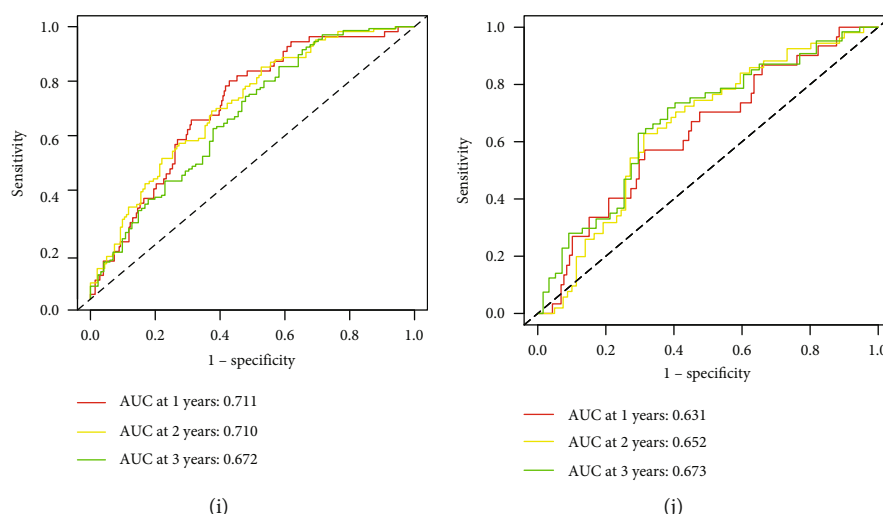 1.0
0.8
0.6
0.4
0.2
0.0
Sensitivity
0.0 0.2 0.4 0.6 0.8 1.0
1 – specificity
AUC at 1 years: 0.711
AUC at 2 years: 0.710
AUC at 3 years: 0.672
(i)
1.0
0.8
0.6
0.4
0.2
0.0
Sensitivity
0.0 0.2 0.4 0.6 0.8 1.0
1 – specificity
AUC at 1 years: 0.631
AUC at 2 years: 0.652
AUC at 3 years: 0.673
(j)